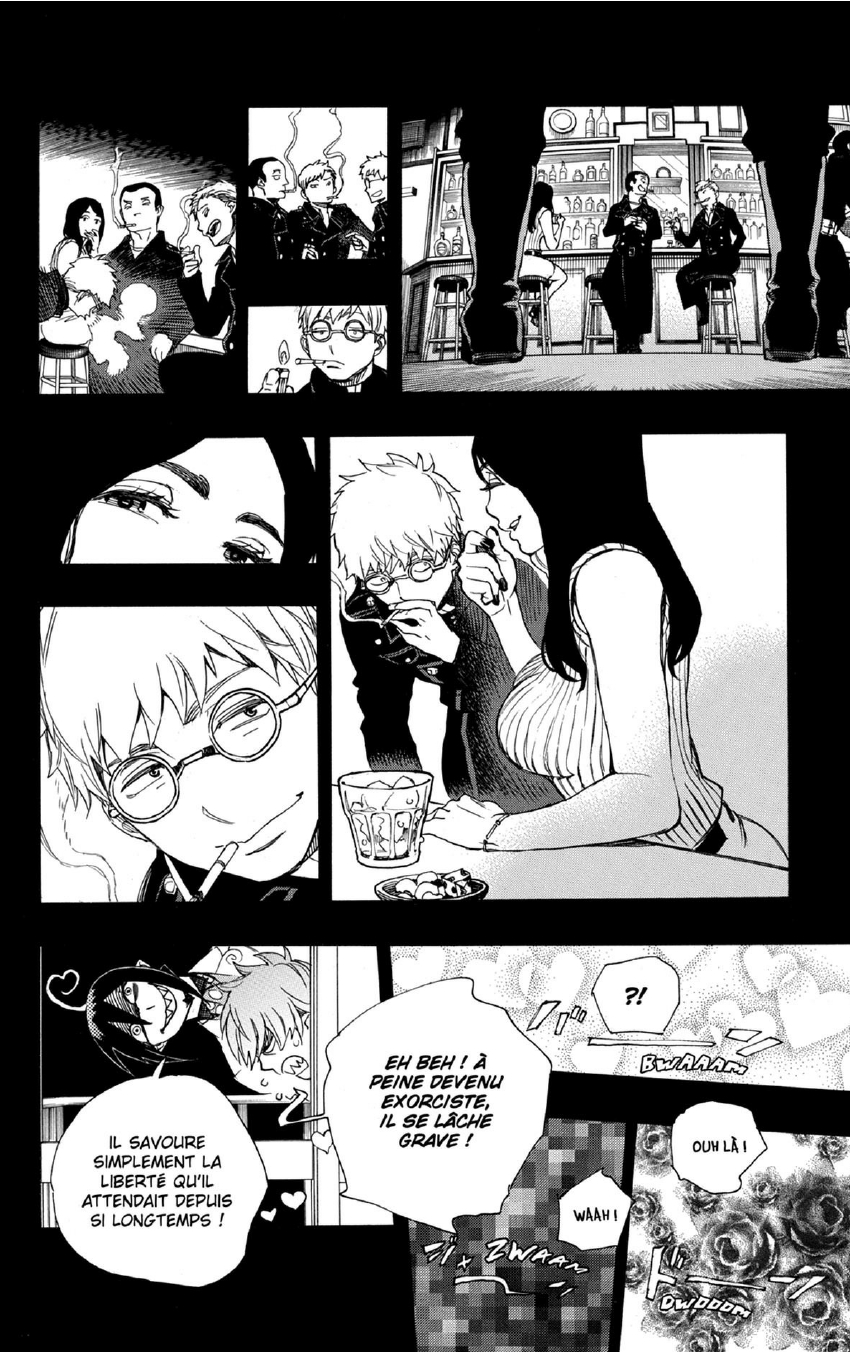 EH BEH ! À
PEINE DEVENU
EXORCISTE,
IL SE LÂCHE
GRAVE !
IL SAVOURE
SIMPLEMENT LA
LIBERTÉ QU'IL
ATTENDAIT DEPUIS
SI LONGTEMPS !
?!
BWAAAM
OUH LÀ !
DWOOOM
WAAH !
ZWAAM